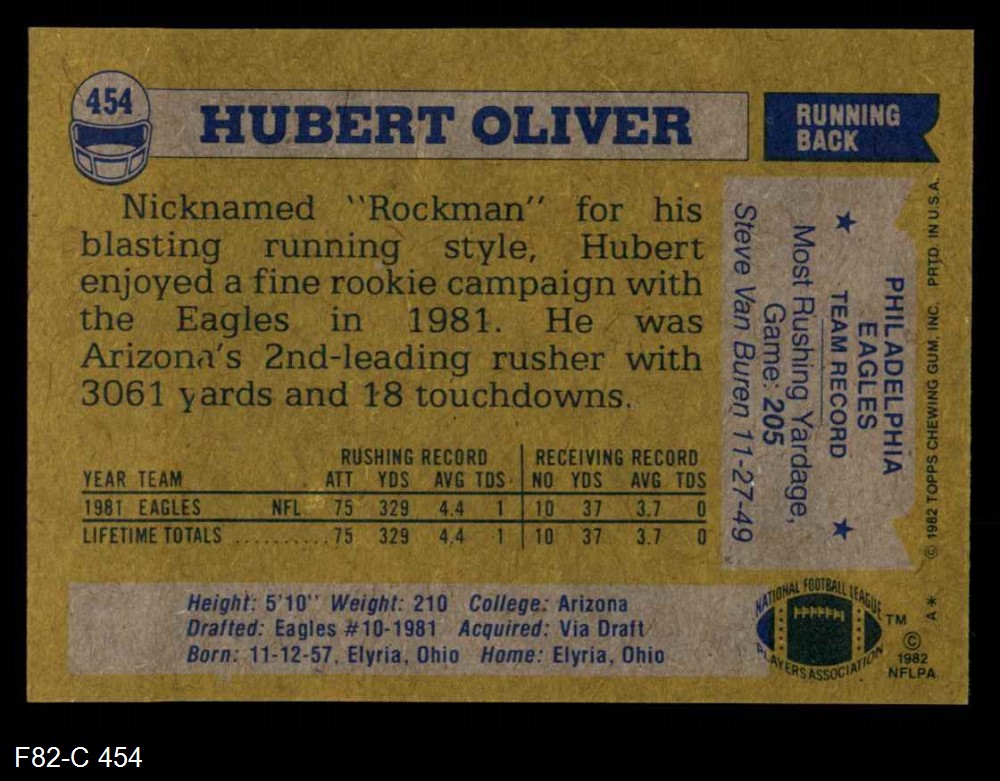 454
HUBERT OLIVER
RUNNING
BACK
Nicknamed ''Rockman'' for his
blasting running style, Hubert
enjoyed a fine rookie campaign with
the Eagles in 1981. He was
Arizona's 2nd-leading rusher with
3061 yards and 18 touchdowns.
RUSHING RECORD RECEIVING RECORD
YEAR TEAM ATT YDS AVG TDS NO YDS AVG TDS
1981 EAGLES NFL 75 329 4.4 1 10 37 3.7 0
LIFETIME TOTALS .......... 75 329 4.4 1 10 37 3.7 0
Height: 5'10'' Weight: 210 College: Arizona
Drafted: Eagles #10-1981 Acquired: Via Draft
Born: 11-12-57, Elyria, Ohio Home: Elyria, Ohio
PHILADELPHIA
EAGLES
★ TEAM RECORD ★
Most Rushing Yardage,
Game: 205
Steve Van Buren 11-27-49
© 1982 TOPPS CHEWING GUM, INC. PRTD. IN U.S.A.
A*
NATIONAL FOOTBALL LEAGUE
PLAYERS ASSOCIATION
TM
©
1982
NFLPA
F82-C 454